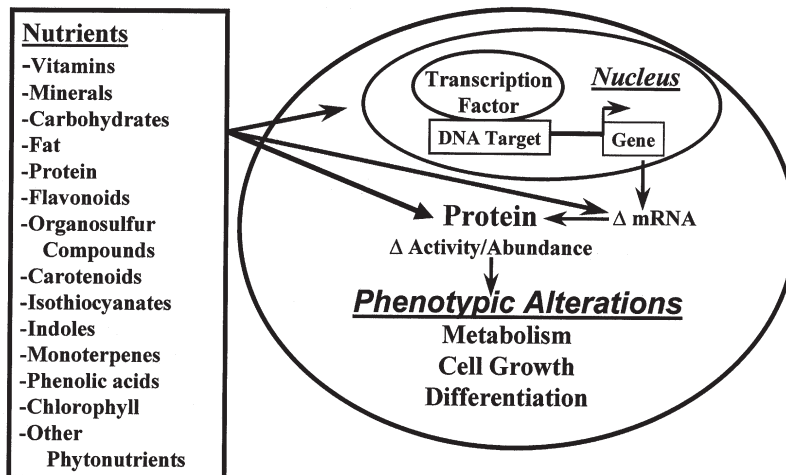 Nutrients
-Vitamins
-Minerals
-Carbohydrates
-Fat
-Protein
-Flavonoids
-Organosulfur
Compounds
-Carotenoids
-Isothiocyanates
-Indoles
-Monoterpenes
-Phenolic acids
-Chlorophyll
-Other
Phytonutrients
Nucleus
Transcription
Factor
DNA Target
Gene
Protein
Δ mRNA
Δ Activity/Abundance
Phenotypic Alterations
Metabolism
Cell Growth
Differentiation